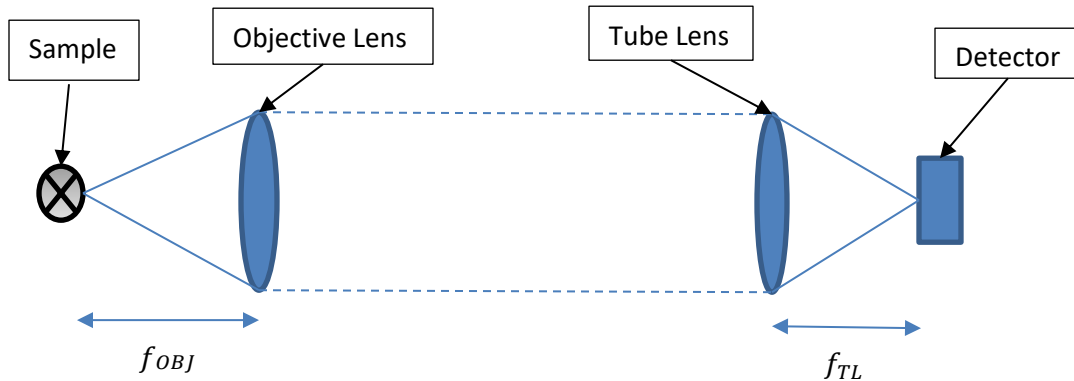 Sample
Objective Lens
Tube Lens
Detector
f_OBJ
f_TL